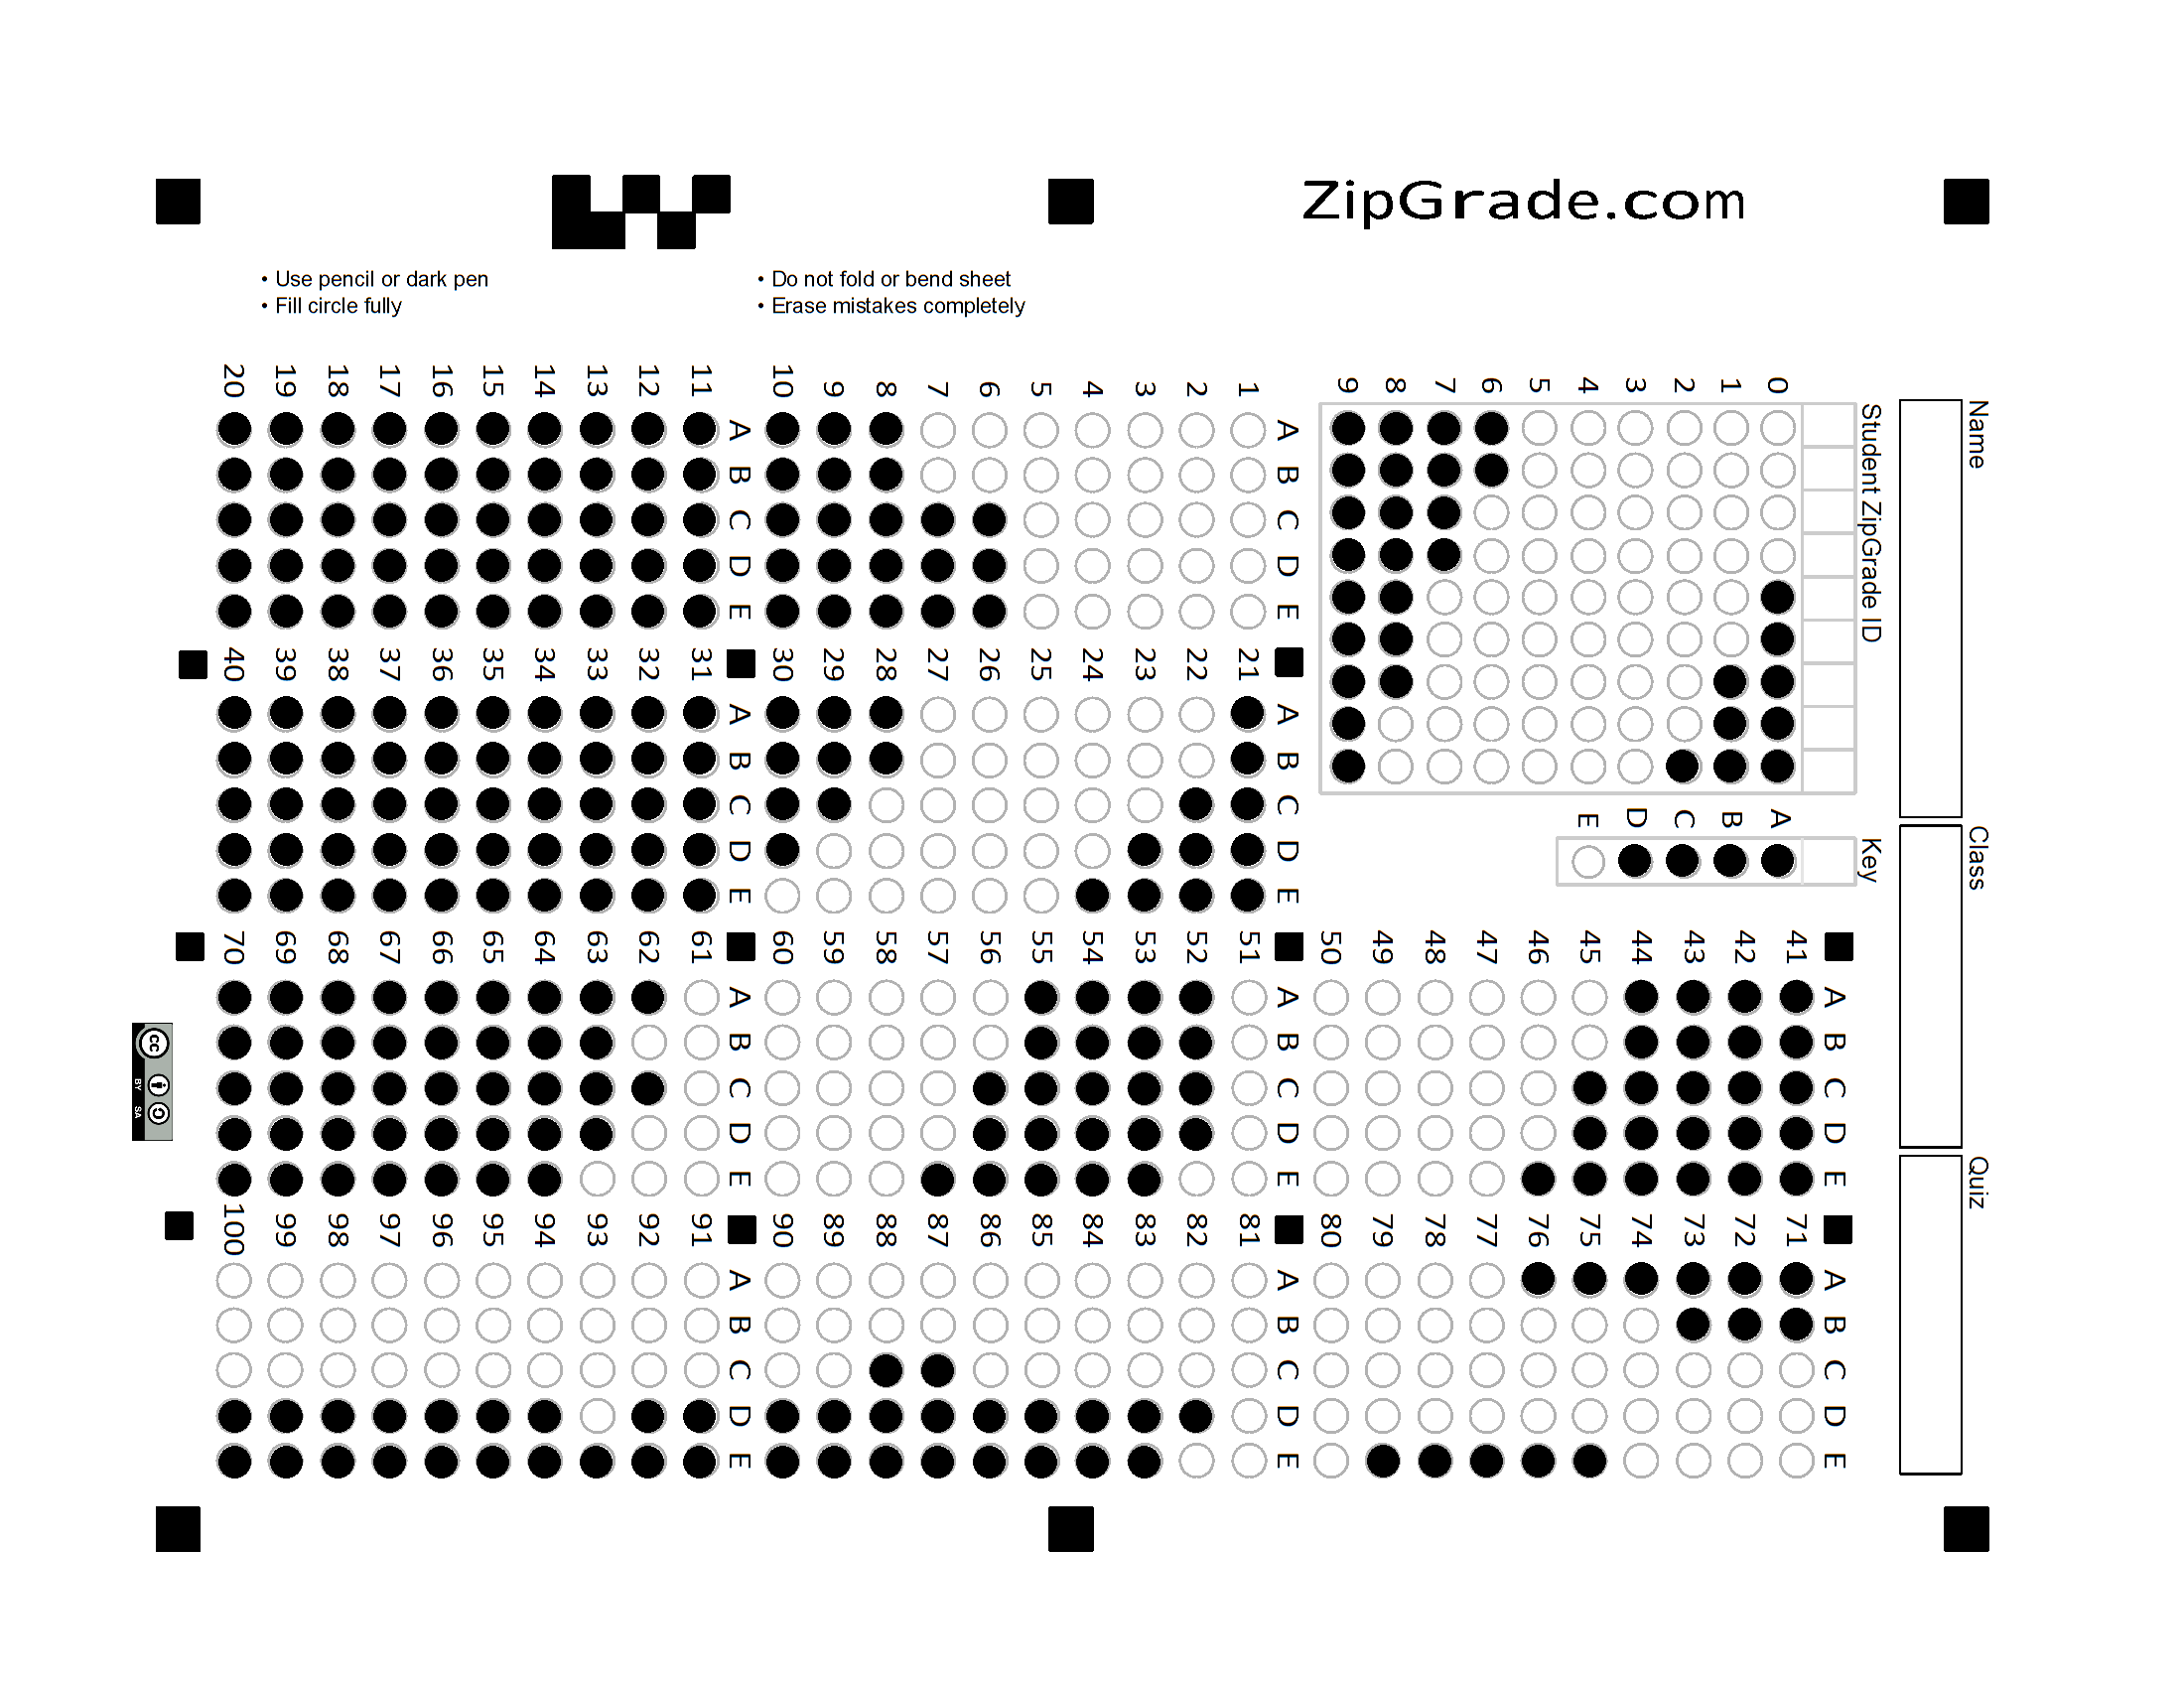 ZipGrade.com
• Use pencil or dark pen
• Fill circle fully
• Do not fold or bend sheet
• Erase mistakes completely
Name
Class
Quiz
Student ZipGrade ID
0 1 2 3 4 5 6 7 8 9
Key
A B C D E
1 2 3 4 5 6 7 8 9 10
A B C D E
11 12 13 14 15 16 17 18 19 20
A B C D E
21 22 23 24 25 26 27 28 29 30
A B C D E
31 32 33 34 35 36 37 38 39 40
A B C D E
41 42 43 44 45 46 47 48 49 50
A B C D E
51 52 53 54 55 56 57 58 59 60
A B C D E
61 62 63 64 65 66 67 68 69 70
A B C D E
71 72 73 74 75 76 77 78 79 80
A B C D E
81 82 83 84 85 86 87 88 89 90
A B C D E
91 92 93 94 95 96 97 98 99 100
A B C D E
cc
BY SA